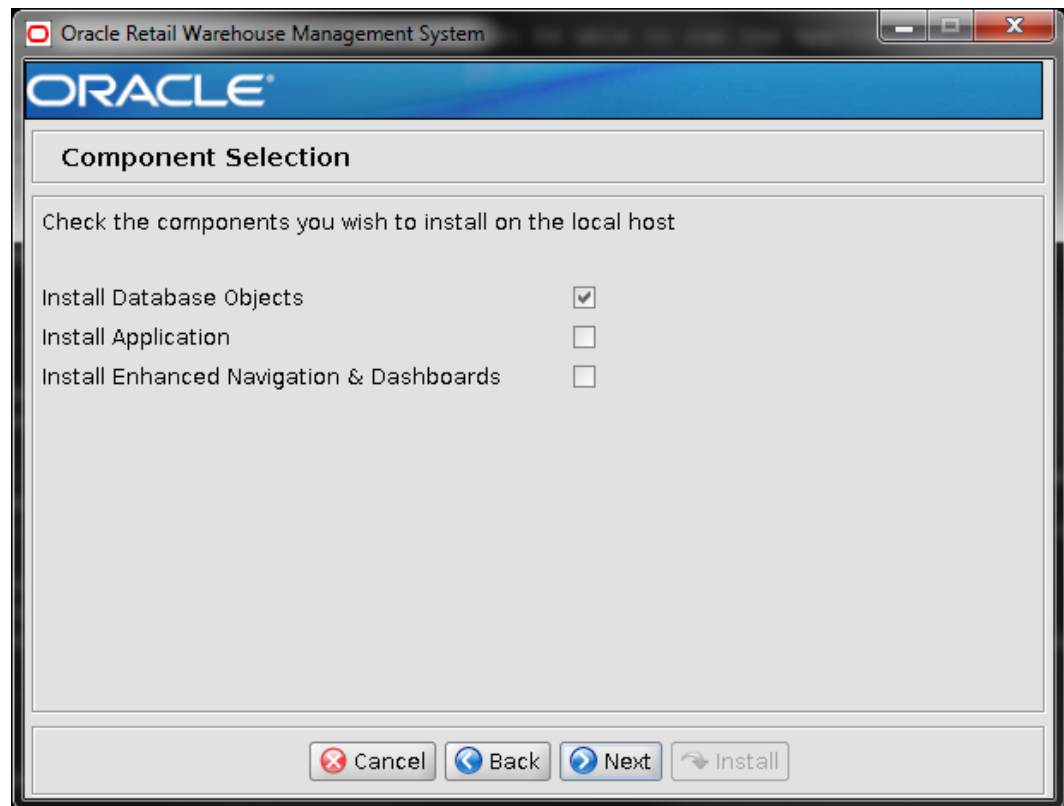 Oracle Retail Warehouse Management System
ORACLE®
Component Selection
Check the components you wish to install on the local host
Install Database Objects
Install Application
Install Enhanced Navigation & Dashboards
Cancel Back Next Install